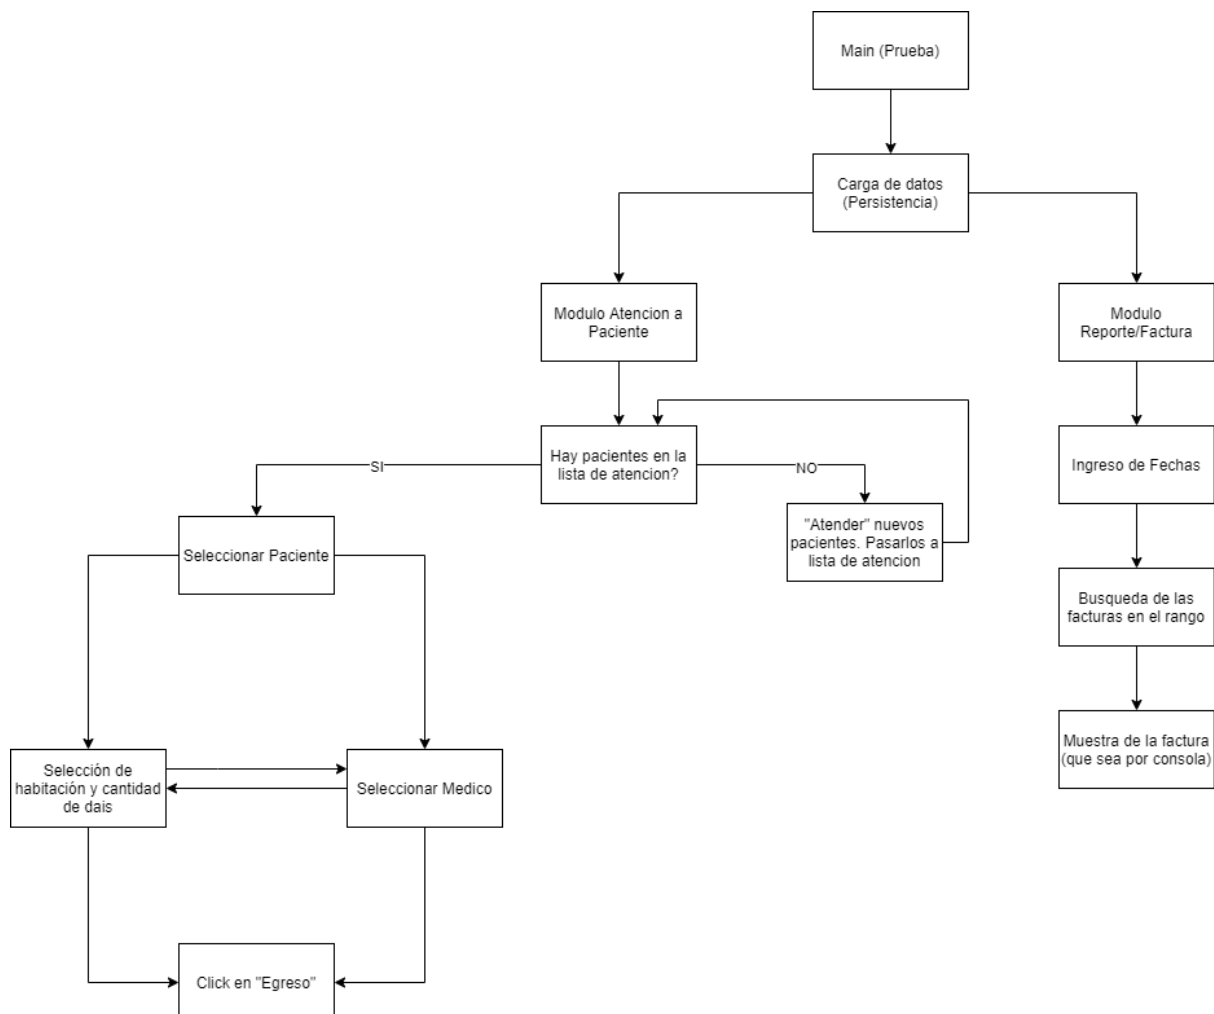 Main (Prueba)
Carga de datos
(Persistencia)
Modulo Atencion a
Paciente
Modulo
Reporte/Factura
Hay pacientes en la
lista de atencion?
SI
NO
Ingreso de Fechas
"Atender" nuevos
pacientes. Pasarlos a
lista de atencion
Seleccionar Paciente
Busqueda de las
facturas en el rango
Muestra de la factura
(que sea por consola)
Selección de
habitación y cantidad
de dais
Seleccionar Medico
Click en "Egreso"